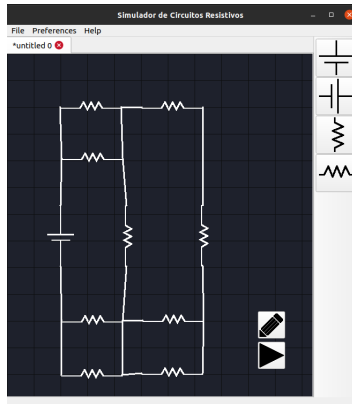 Simulador de Circuitos Resistivos
File Preferences Help
*untitled 0